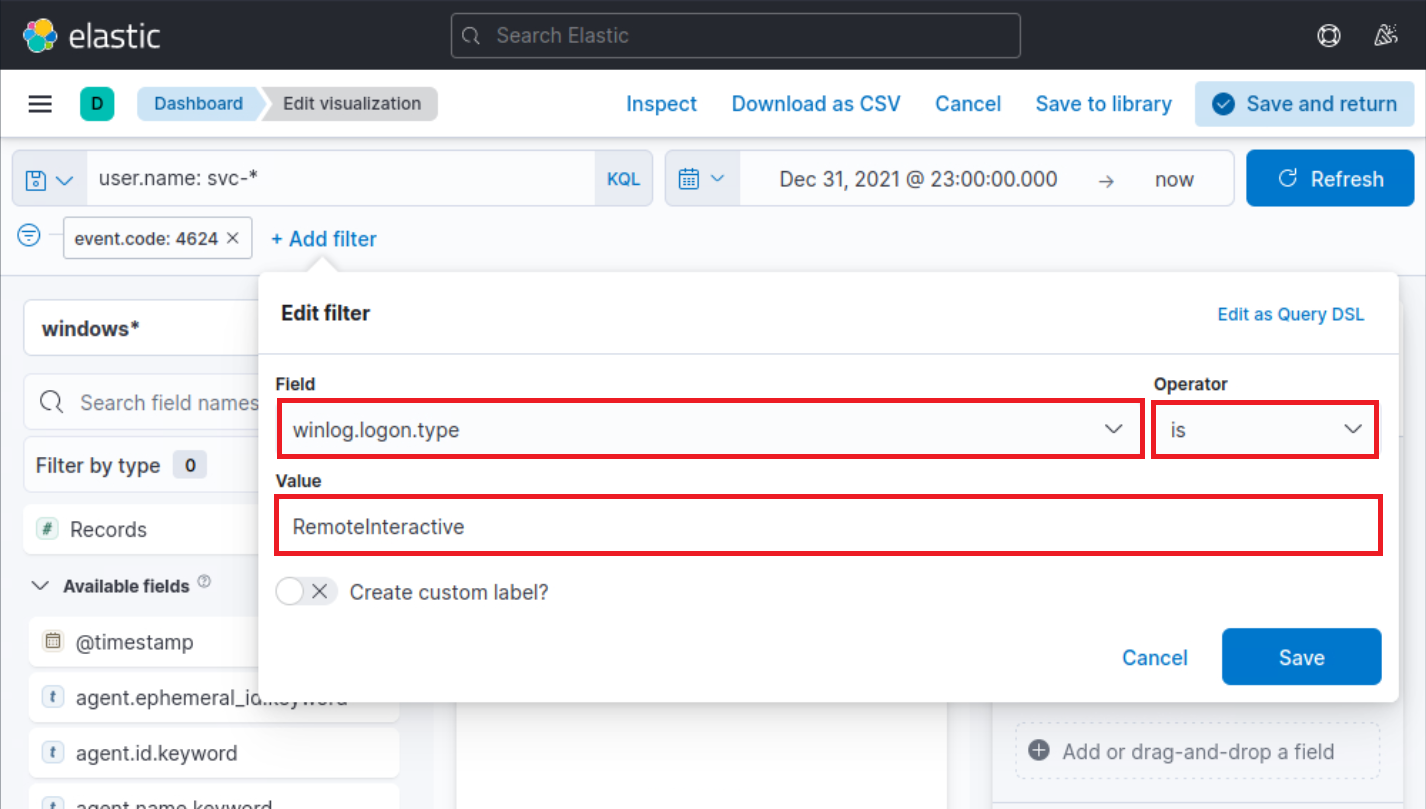 elastic
Search Elastic
D
Dashboard
Edit visualization
Inspect
Download as CSV
Cancel
Save to library
Save and return
user.name: svc-*
KQL
Dec 31, 2021 @ 23:00:00.000
→
now
Refresh
event.code: 4624 ×
+ Add filter
windows*
Search field names
Filter by type 0
# Records
Available fields ?
@timestamp
t agent.ephemeral_id.keyword
t agent.id.keyword
t agent.name.keyword
Edit filter
Edit as Query DSL
Field
Operator
winlog.logon.type
is
Value
RemoteInteractive
Create custom label?
Cancel
Save
Add or drag-and-drop a field